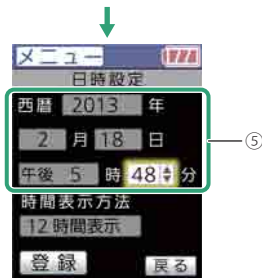 メニュー
日時設定
西暦 2013 年
2 月 18 日 ⑤
午後 5 時 48 分
時間表示方法
12時間表示
登録 戻る